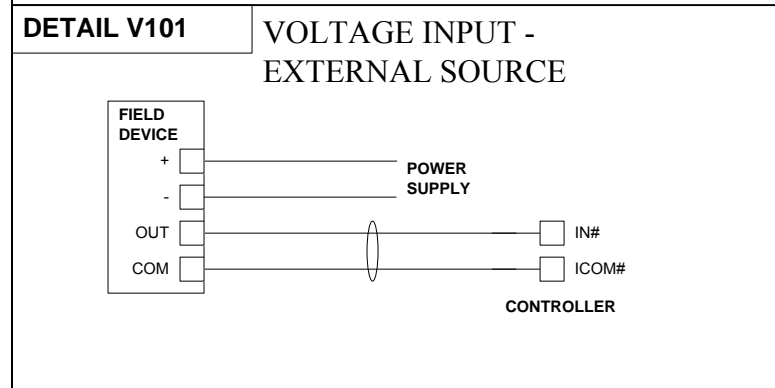 DETAIL V101
VOLTAGE INPUT -
EXTERNAL SOURCE
FIELD
DEVICE
+
-
OUT
COM
POWER
SUPPLY
IN#
ICOM#
CONTROLLER